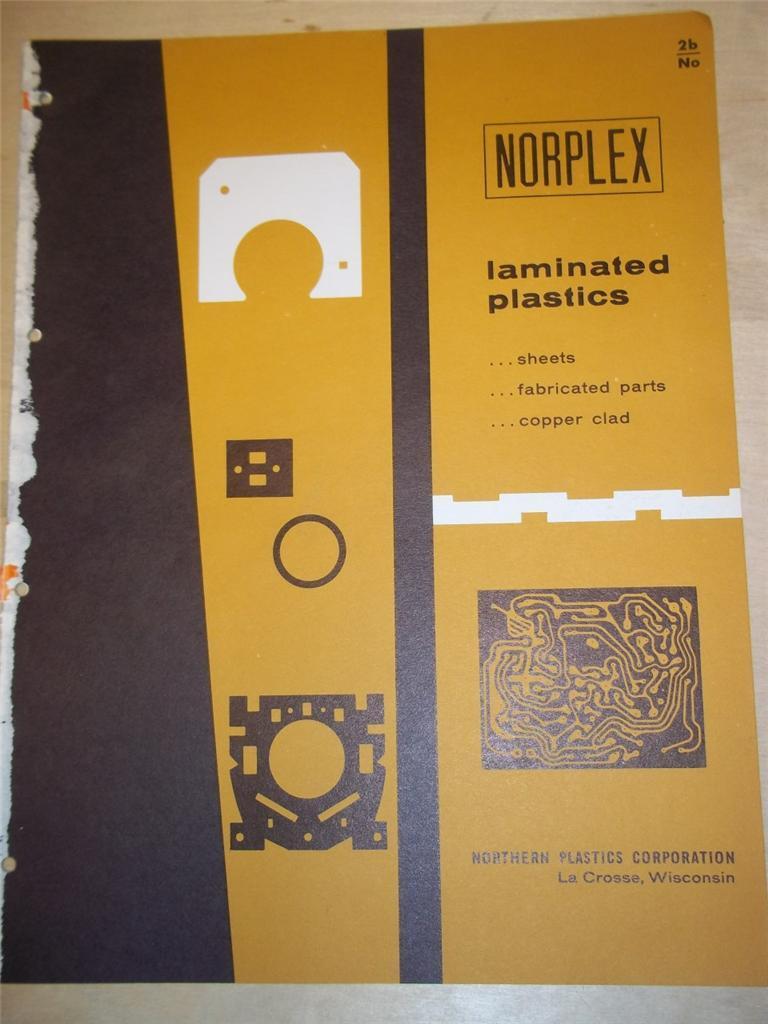 2b
No
NORPLEX
laminated
plastics
...sheets
...fabricated parts
...copper clad
NORTHERN PLASTICS CORPORATION
La Crosse, Wisconsin